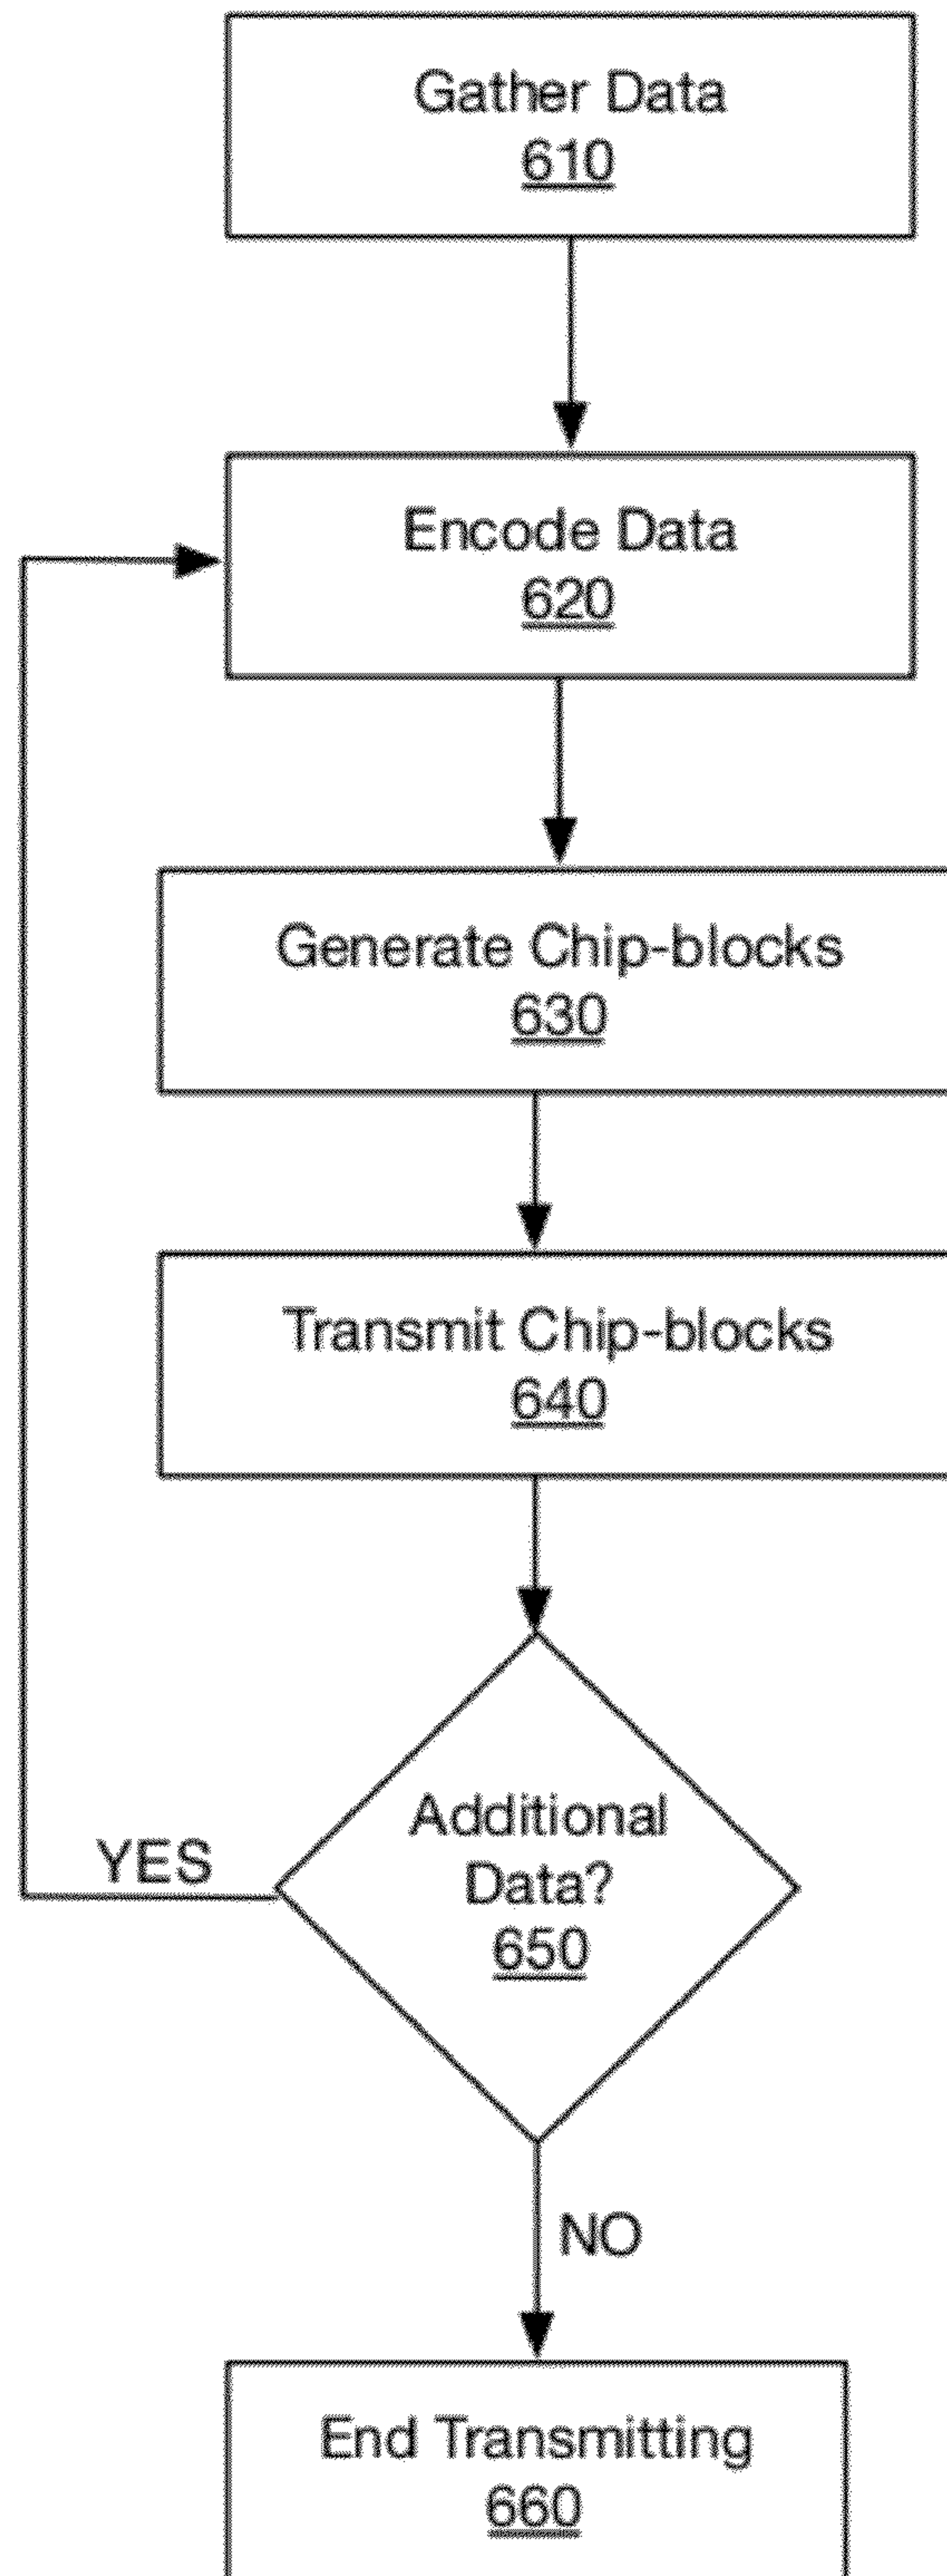 Gather Data
610
Encode Data
620
Generate Chip-blocks
630
Transmit Chip-blocks
640
Additional
Data?
650
YES
NO
End Transmitting
660